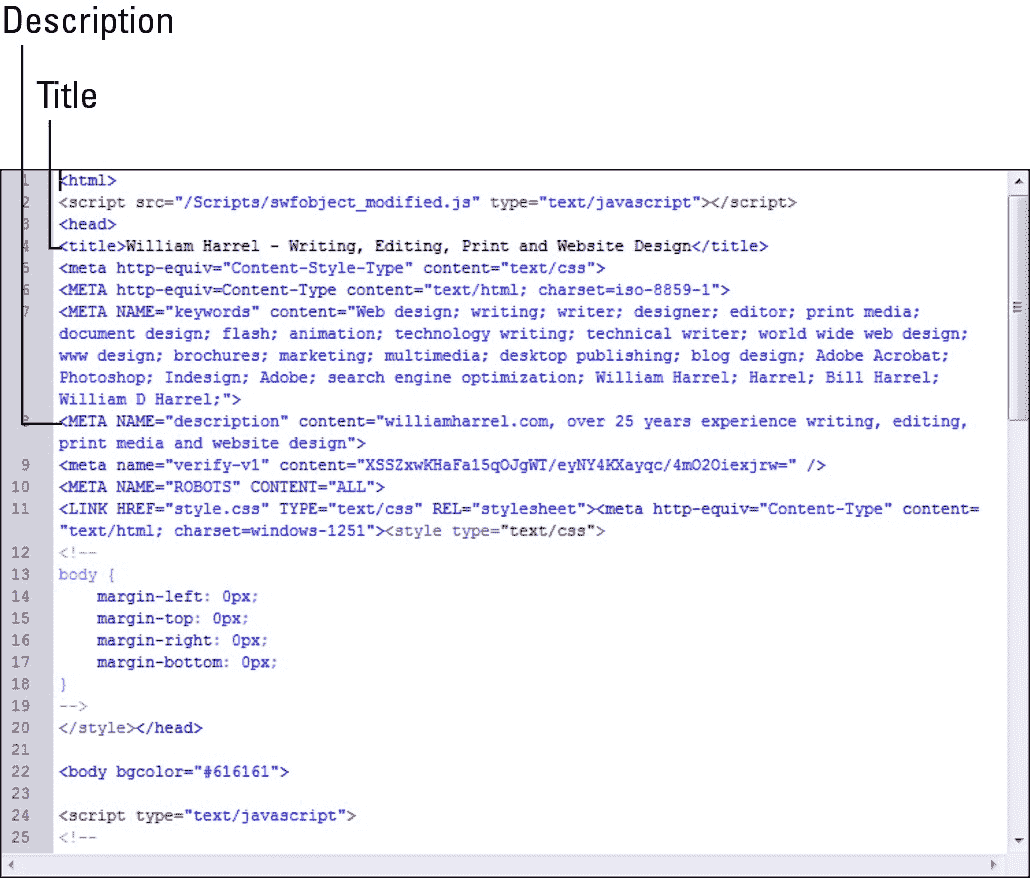 Description
Title
1 <html>
2 <script src="/Scripts/swfobject_modified.js" type="text/javascript"></script>
3 <head>
4 <title>William Harrel - Writing, Editing, Print and Website Design</title>
5 <meta http-equiv="Content-Style-Type" content="text/css">
6 <META http-equiv=Content-Type content="text/html; charset=iso-8859-1">
7 <META NAME="keywords" content="Web design; writing; writer; designer; editor; print media;
document design; flash; animation; technology writing; technical writer; world wide web design;
www design; brochures; marketing; multimedia; desktop publishing; blog design; Adobe Acrobat;
Photoshop; Indesign; Adobe; search engine optimization; William Harrel; Harrel; Bill Harrel;
William D Harrel;">
8 <META NAME="description" content="williamharrel.com, over 25 years experience writing, editing,
print media and website design">
9 <meta name="verify-v1" content="XSSZxwKHaFa15qOJgWT/eyNY4KXayqc/4mO2Oiexjrw=" />
10 <META NAME="ROBOTS" CONTENT="ALL">
11 <LINK HREF="style.css" TYPE="text/css" REL="stylesheet"><meta http-equiv="Content-Type" content=
"text/html; charset=windows-1251"><style type="text/css">
12 <!--
13 body {
14 margin-left: 0px;
15 margin-top: 0px;
16 margin-right: 0px;
17 margin-bottom: 0px;
18 }
19 -->
20 </style></head>
21
22 <body bgcolor="#616161">
23
24 <script type="text/javascript">
25 <!--